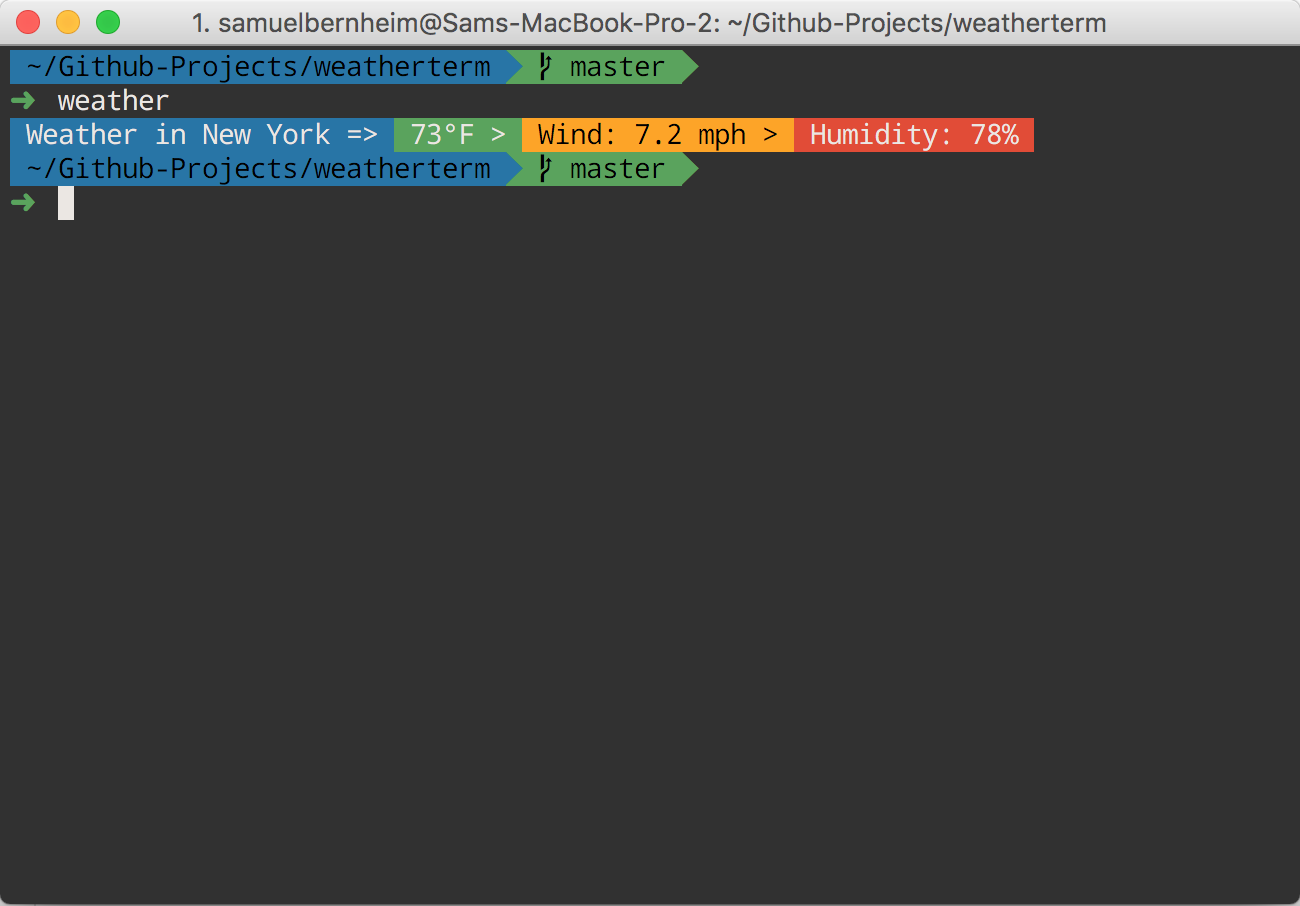 1. samuelbernheim@Sams-MacBook-Pro-2: ~/Github-Projects/weatherterm
~/Github-Projects/weatherterm master
➜ weather
Weather in New York => 73°F > Wind: 7.2 mph > Humidity: 78%
~/Github-Projects/weatherterm master
➜